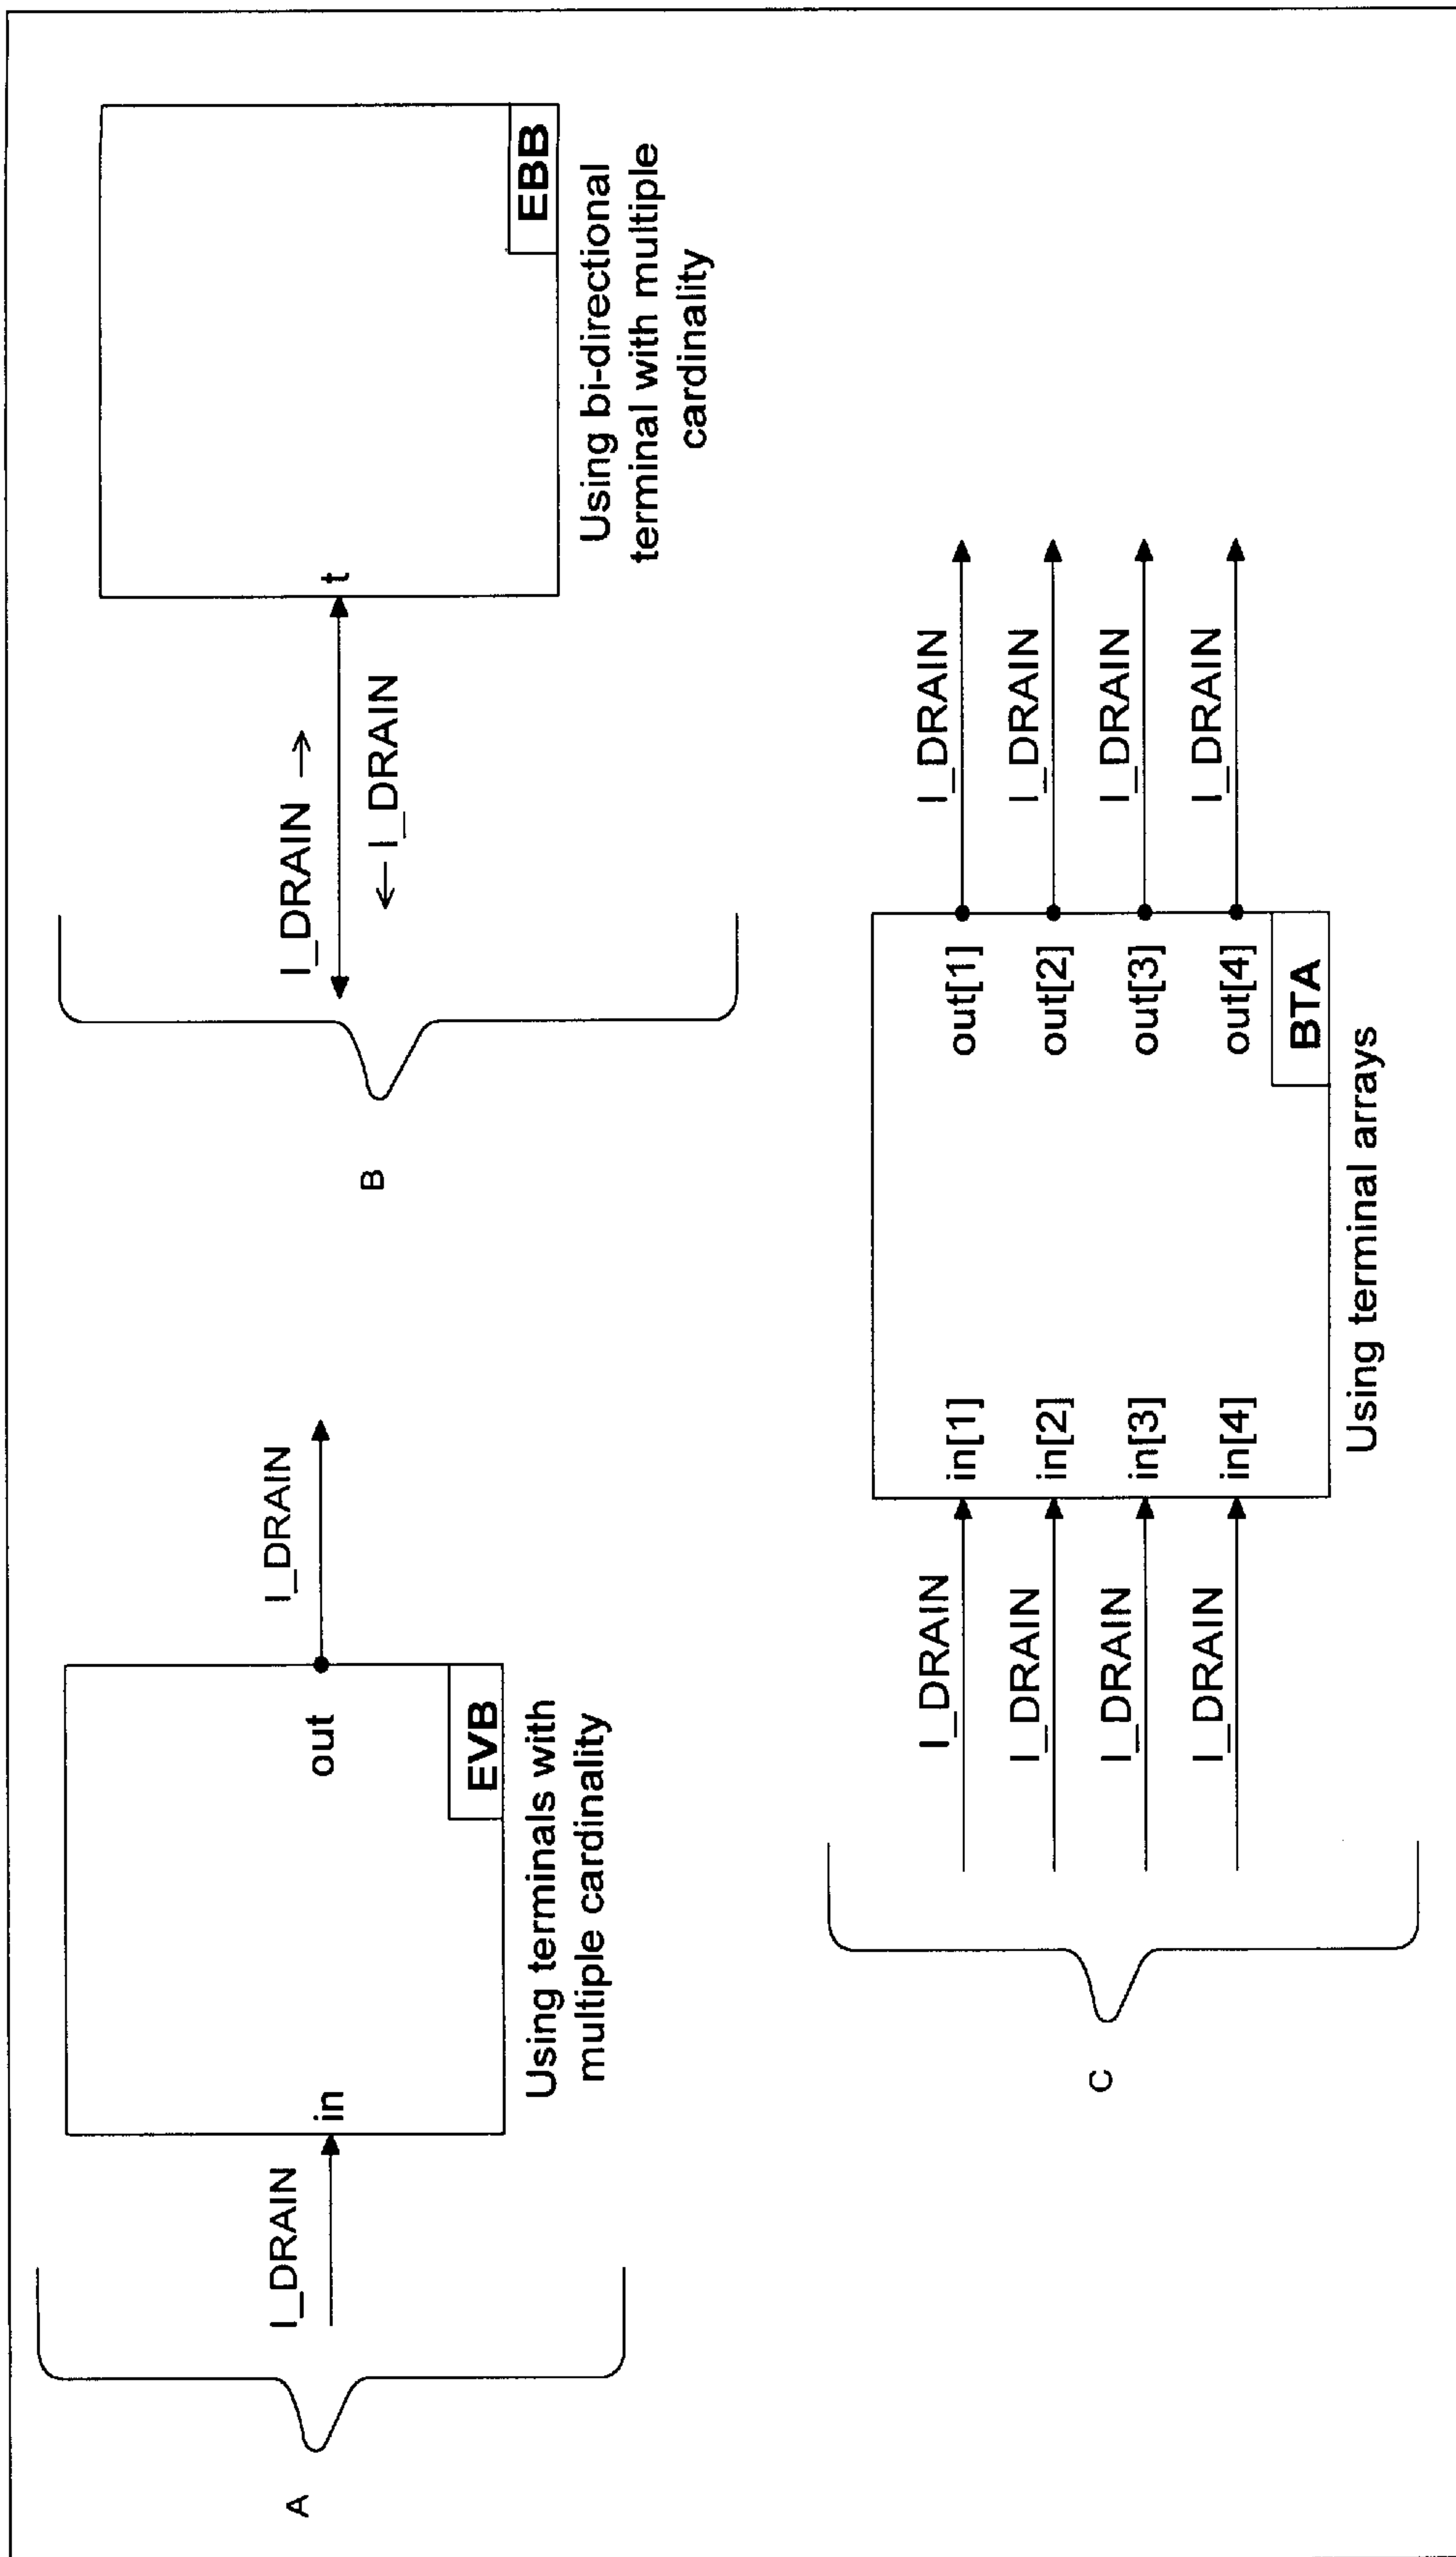 A
I_DRAIN
in
out
I_DRAIN
EVB
Using terminals with
multiple cardinality
B
I_DRAIN →
← I_DRAIN
t
EBB
Using bi-directional
terminal with multiple
cardinality
C
I_DRAIN
in[1]
out[1]
I_DRAIN
I_DRAIN
in[2]
out[2]
I_DRAIN
I_DRAIN
in[3]
out[3]
I_DRAIN
I_DRAIN
in[4]
out[4]
I_DRAIN
BTA
Using terminal arrays